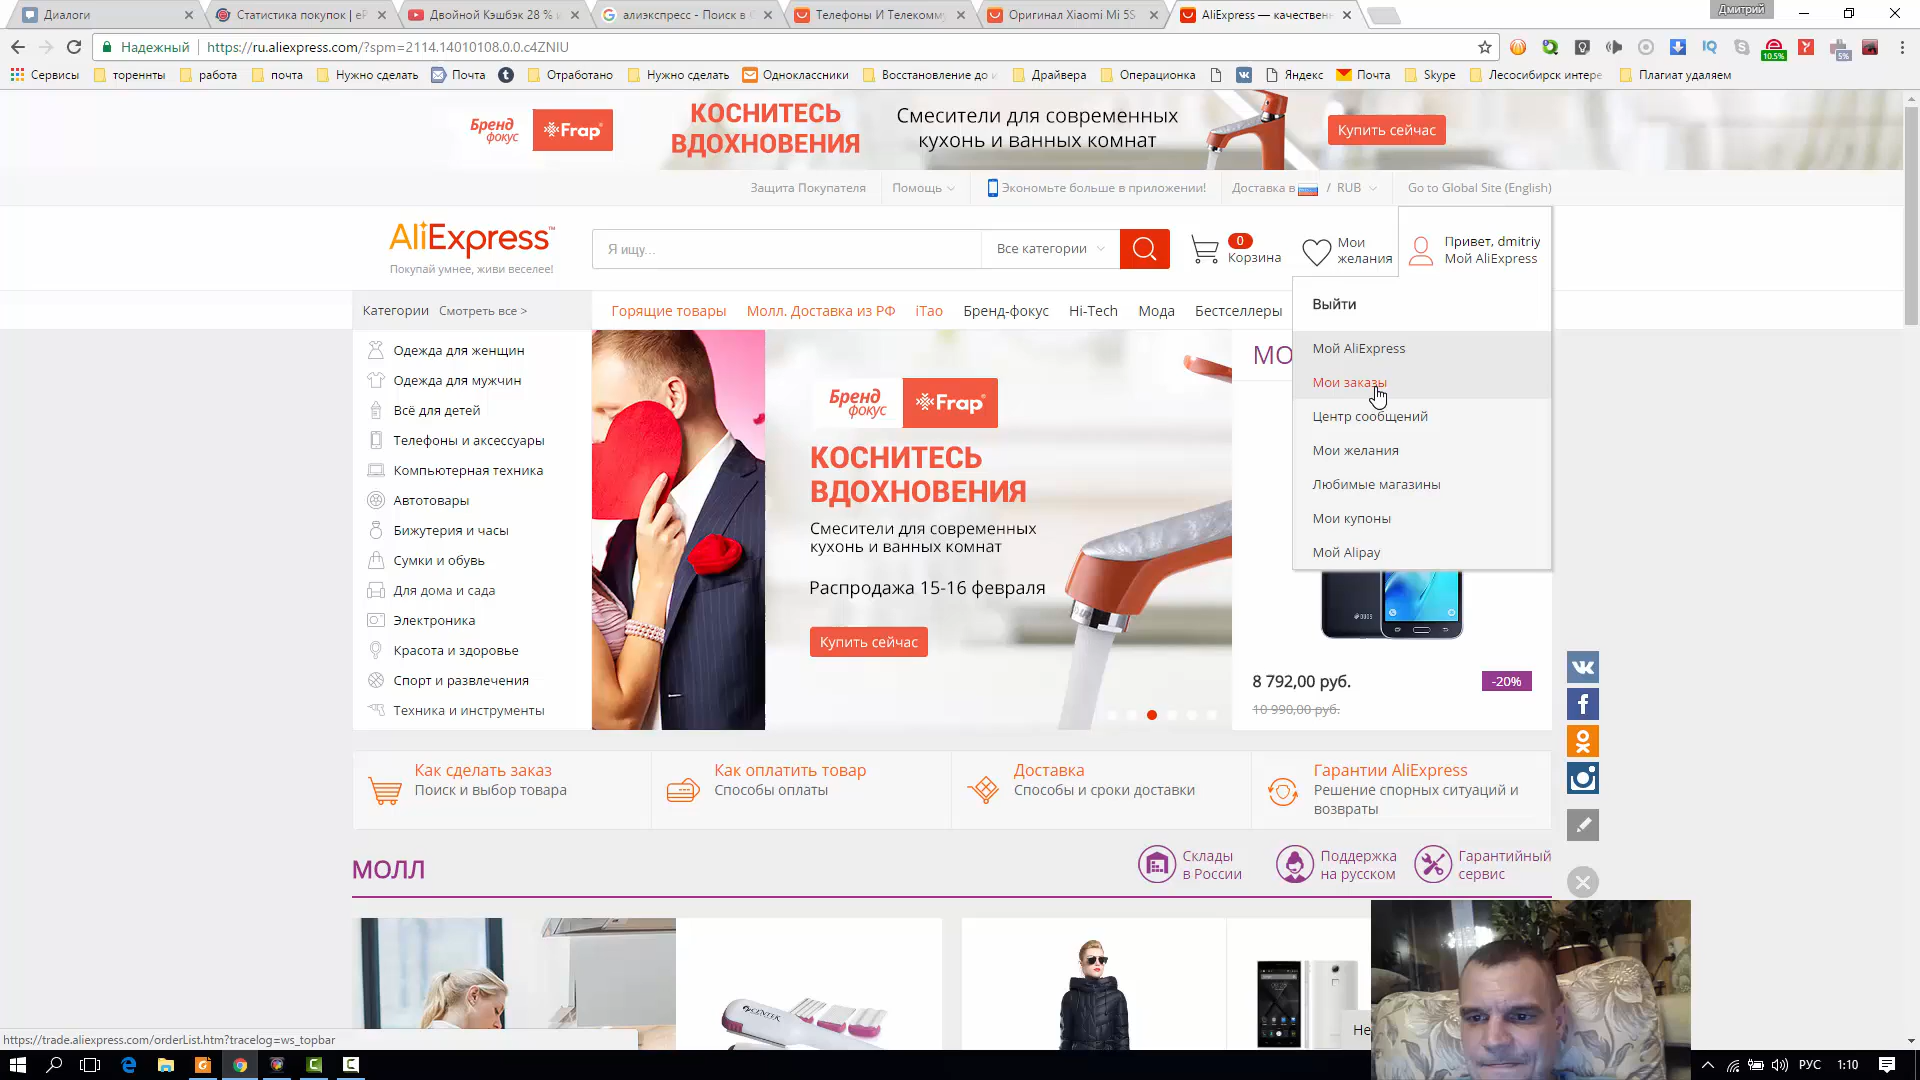 Диалоги
Статистика покупок | eP
Двойной Кэшбэк 28 % и
алиэкспресс - Поиск в G
Телефоны И Телекомму
Оригинал Xiaomi Mi 5S
AliExpress — качествен
Дмитрий
Надежный
https://ru.aliexpress.com/?spm=2114.14010108.0.0.c4ZNIU
10.5%
5%
Сервисы
тореннты
работа
почта
Нужно сделать
Почта
Отработано
Нужно сделать
Одноклассники
Восстановление до
Драйвера
Операционка
Яндекс
Почта
Skype
Лесосибирск интере
Плагиат удаляем
Бренд
фокус
Frap
КОСНИТЕСЬ
ВДОХНОВЕНИЯ
Смесители для современных
кухонь и ванных комнат
Купить сейчас
Защита Покупателя
Помощь
Экономьте больше в приложении!
Доставка в / RUB
Go to Global Site (English)
AliExpress™
Покупай умнее, живи веселее!
Я ищу...
Все категории
0
Корзина
Мои
желания
Привет, dmitriy
Мой AliExpress
Выйти
Мой AliExpress
Мои заказы
Центр сообщений
Мои желания
Любимые магазины
Мои купоны
Мой Alipay
Категории
Смотреть все >
Горящие товары
Молл. Доставка из РФ
iTao
Бренд-фокус
Hi-Tech
Мода
Бестселлеры
Одежда для женщин
Одежда для мужчин
Всё для детей
Телефоны и аксессуары
Компьютерная техника
Автотовары
Бижутерия и часы
Сумки и обувь
Для дома и сада
Электроника
Красота и здоровье
Спорт и развлечения
Техника и инструменты
Бренд
фокус
Frap
КОСНИТЕСЬ
ВДОХНОВЕНИЯ
Смесители для современных
кухонь и ванных комнат
Распродажа 15-16 февраля
Купить сейчас
МО
8 792,00 руб.
-20%
10 990,00 руб.
Как сделать заказ
Поиск и выбор товара
Как оплатить товар
Способы оплаты
Доставка
Способы и сроки доставки
Гарантии AliExpress
Решение спорных ситуаций и
возвраты
МОЛЛ
Склады
в России
Поддержка
на русском
Гарантийный
сервис
CENTEK
Не
https://trade.aliexpress.com/orderList.htm?tracelog=ws_topbar
РУС
1:10